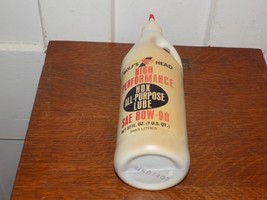 WOLF'S HEAD
HIGH
PERFORMANCE
HDX
ALL-PURPOSE
LUBE
SAE 80W-90